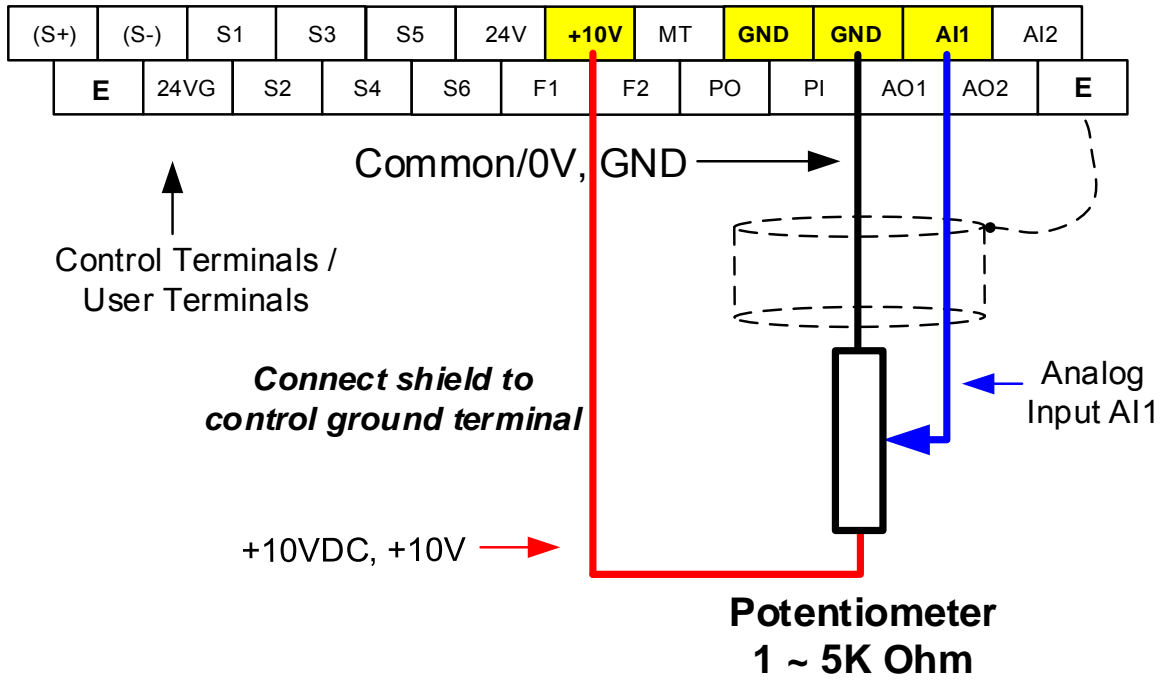 (S+) (S-) S1 S3 S5 24V +10V MT GND GND AI1 AI2
E 24VG S2 S4 S6 F1 F2 PO PI AO1 AO2 E
Common/0V, GND
Control Terminals /
User Terminals
Connect shield to
control ground terminal
Analog
Input AI1
+10VDC, +10V
Potentiometer
1 ~ 5K Ohm